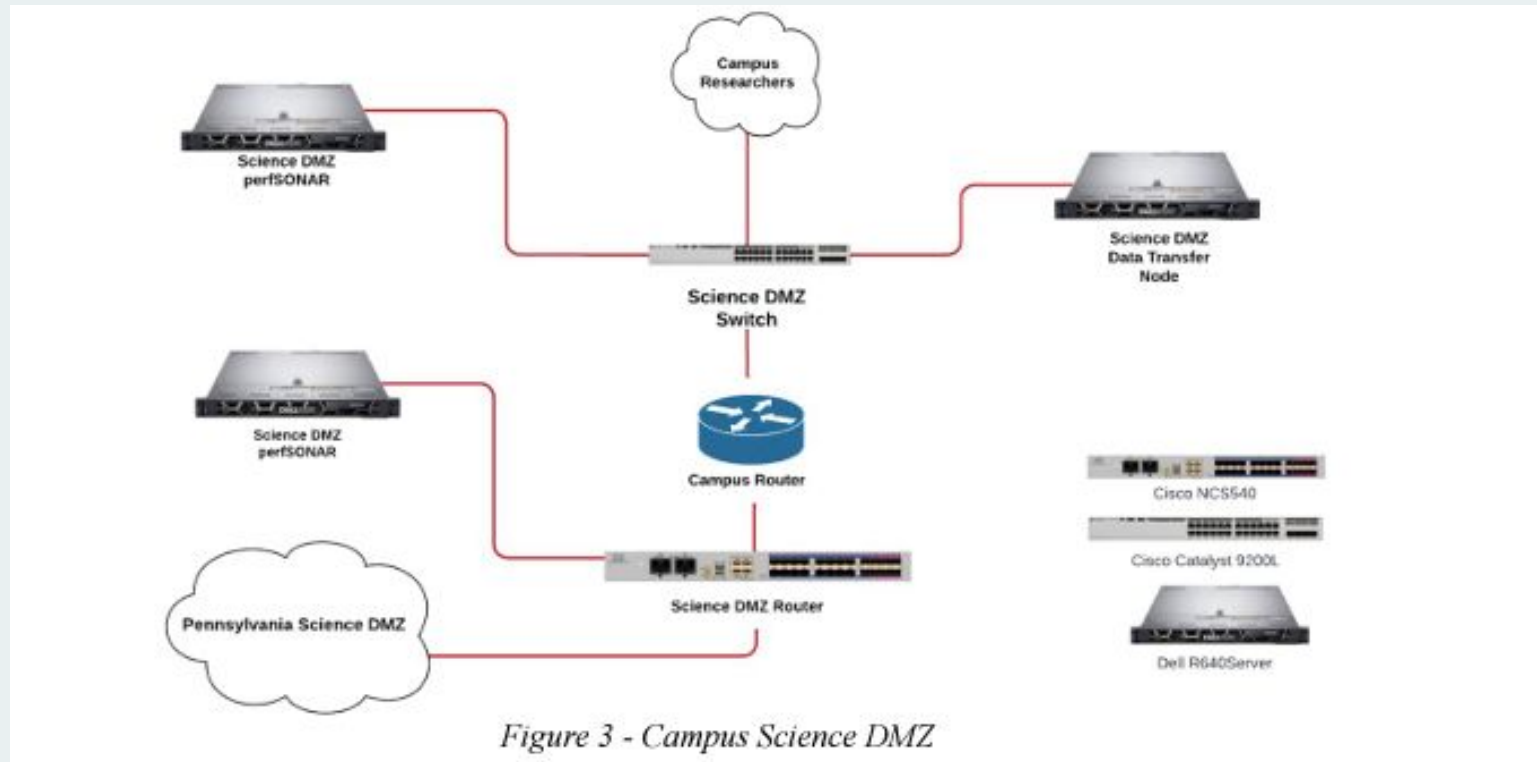 Campus
Researchers
Science DMZ
perfSONAR
Science DMZ
Data Transfer
Node
Science DMZ
Switch
Science DMZ
perfSONAR
Campus Router
Cisco NCS540
Cisco Catalyst 9200L
Science DMZ Router
Pennsylvania Science DMZ
Dell R640Server
Figure 3 - Campus Science DMZ